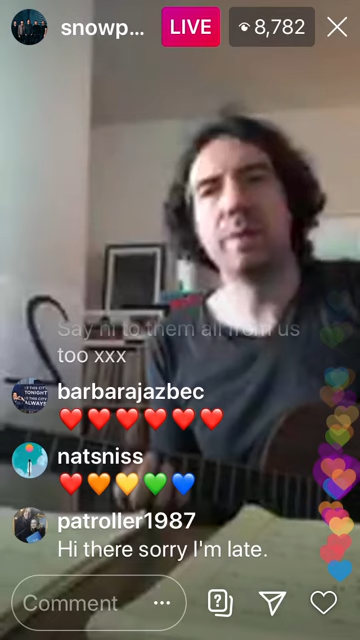 snowp...
LIVE
8,782
Say hi to them all from us
too xxx
barbarajazbec
natsniss
patroller1987
Hi there sorry I'm late.
Comment